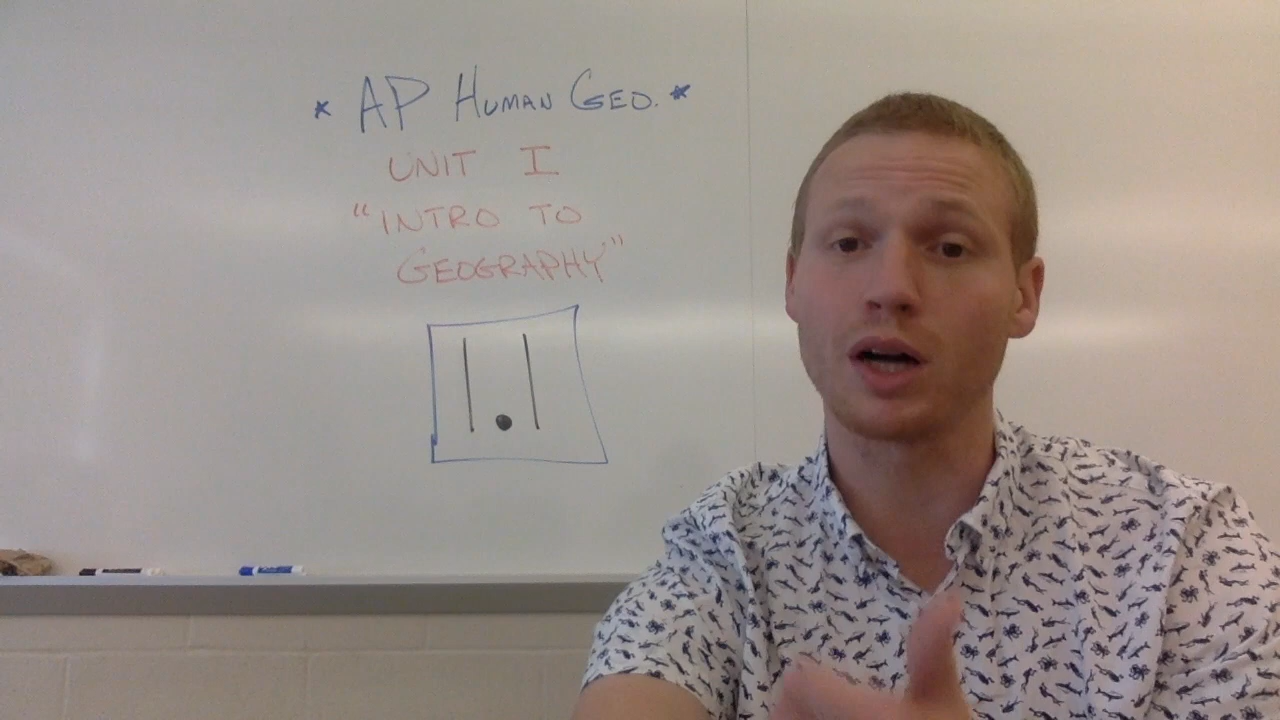 * AP HUMAN GEO. *
UNIT I
"INTRO TO
GEOGRAPHY"
1.1